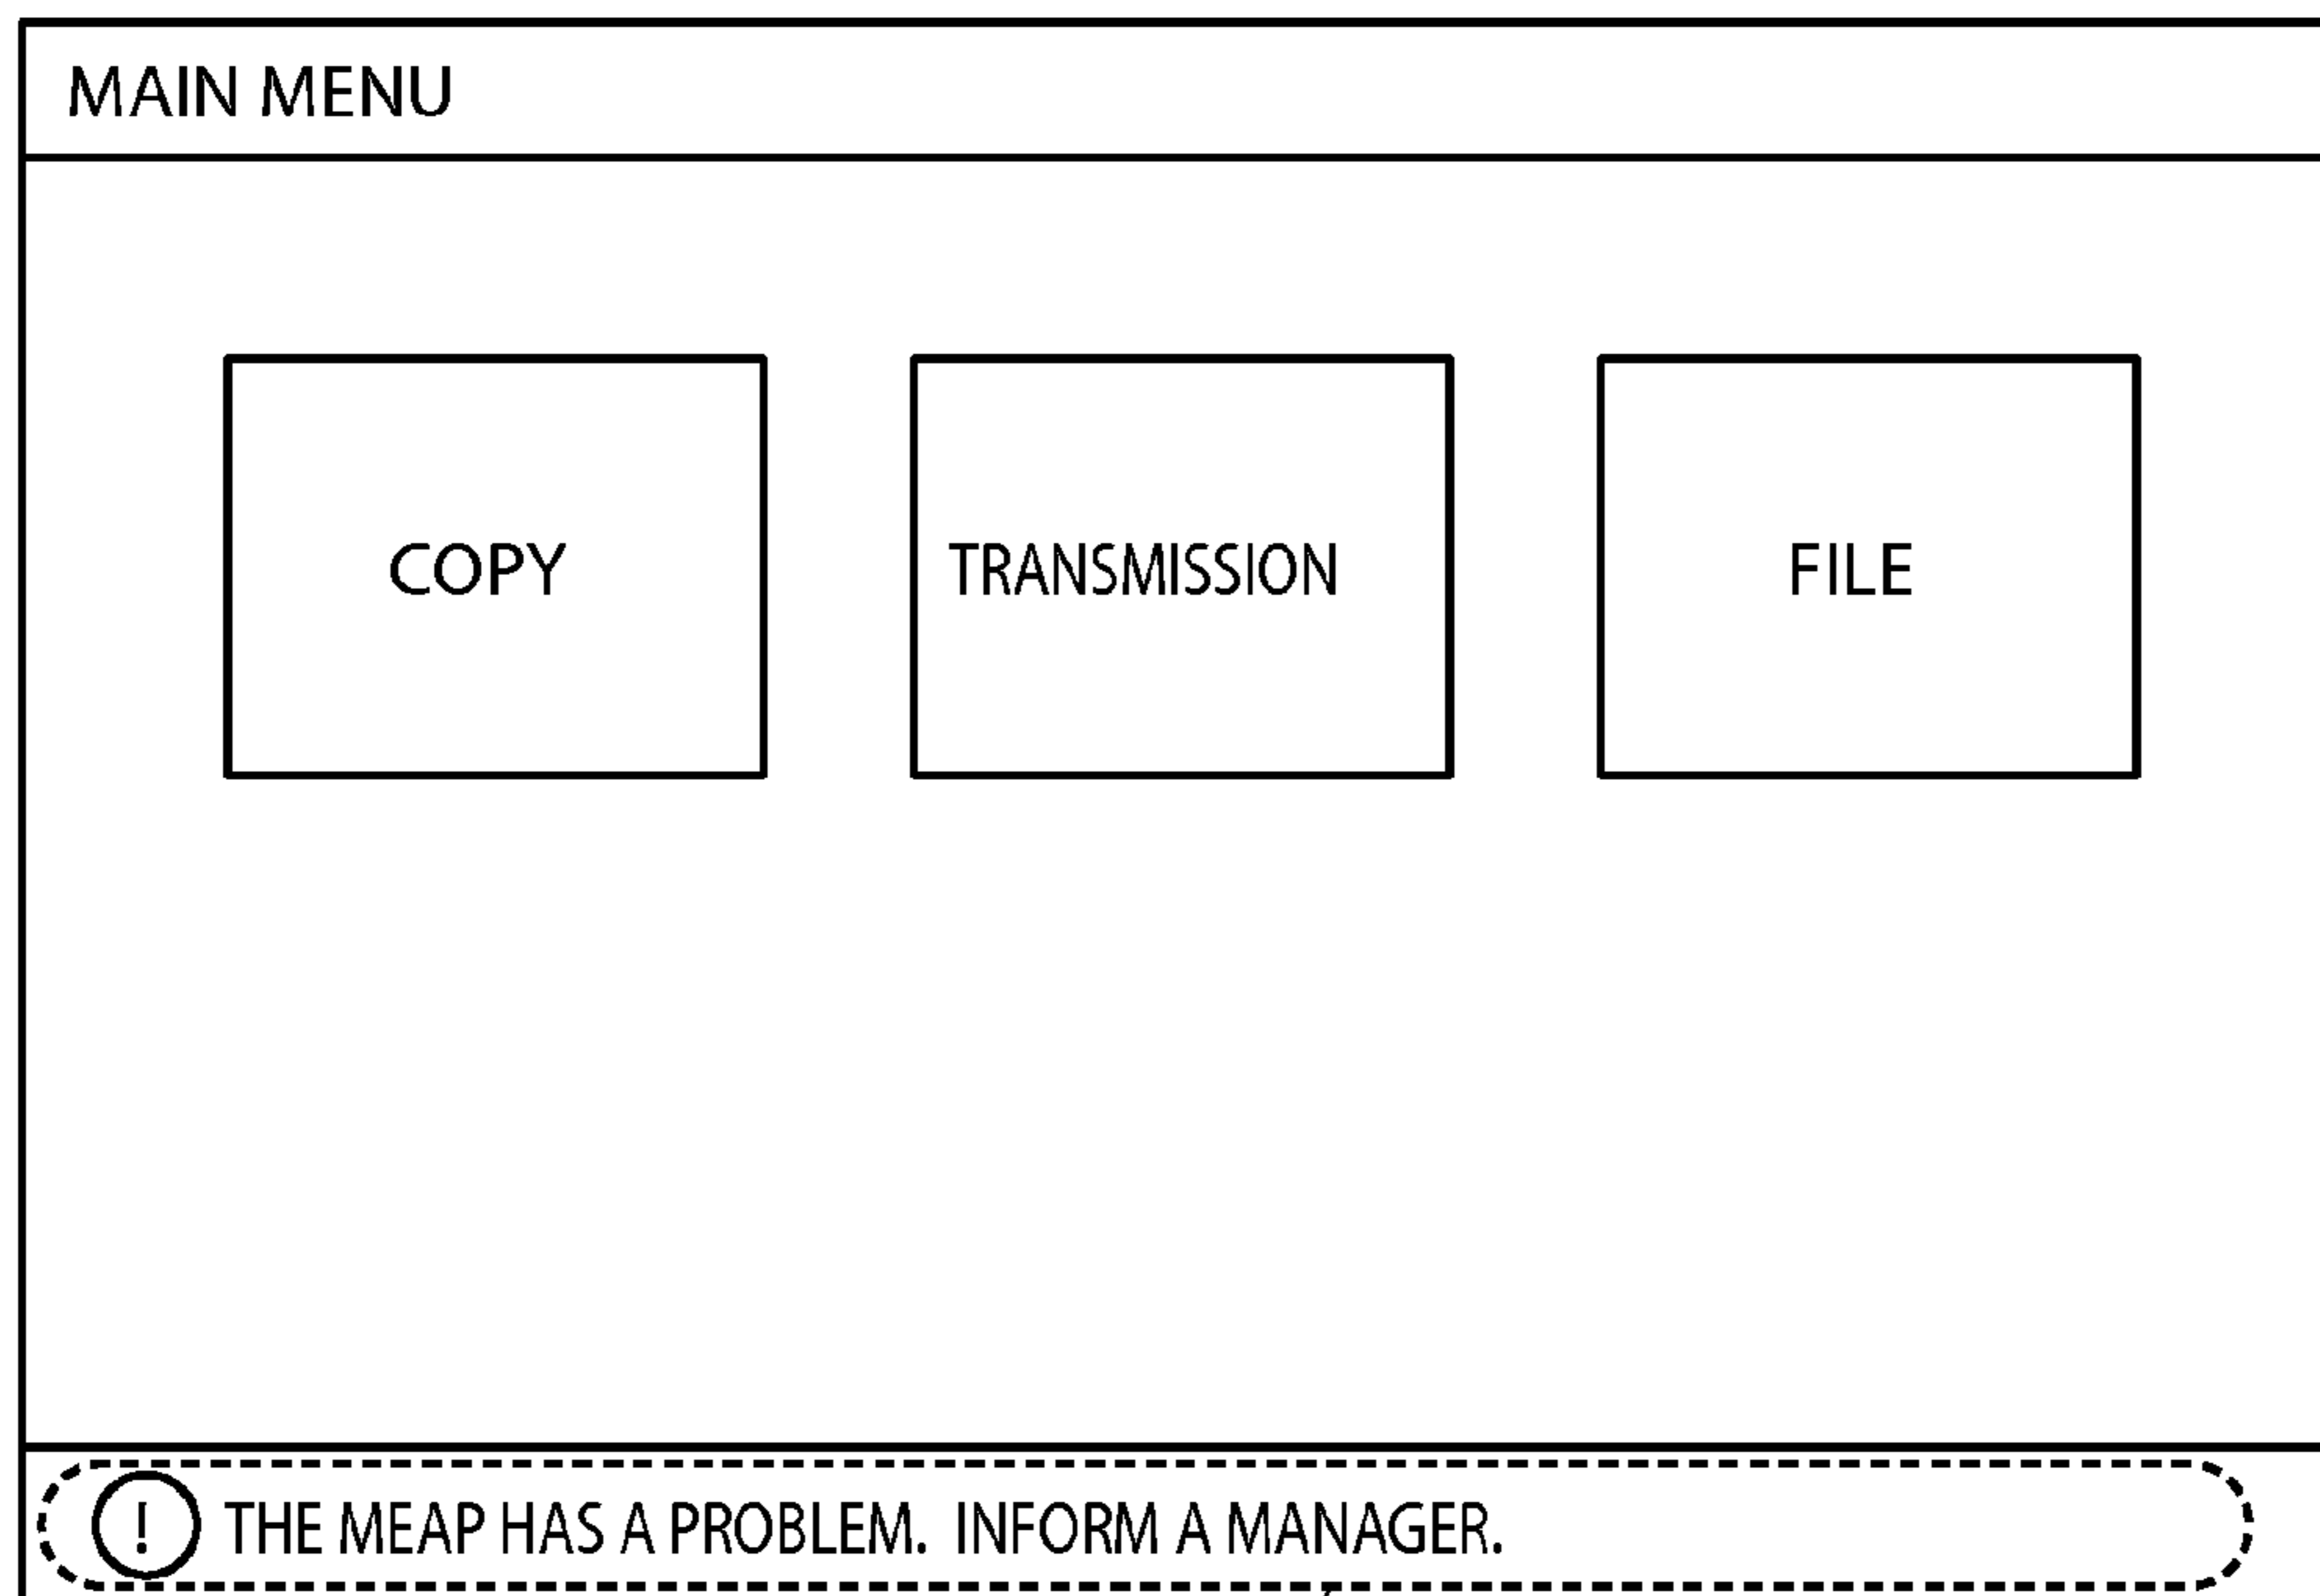 MAIN MENU
COPY
TRANSMISSION
FILE
! THE MEAP HAS A PROBLEM. INFORM A MANAGER.